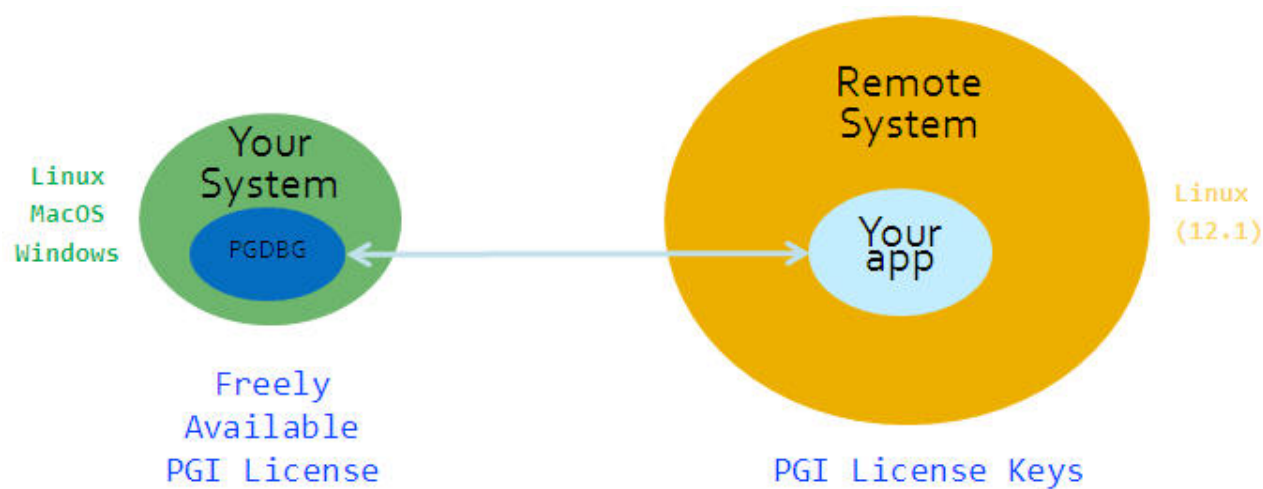 Linux
MacOS
Windows
Your
System
PGDBG
Freely
Available
PGI License
Remote
System
Your
app
Linux
(12.1)
PGI License Keys